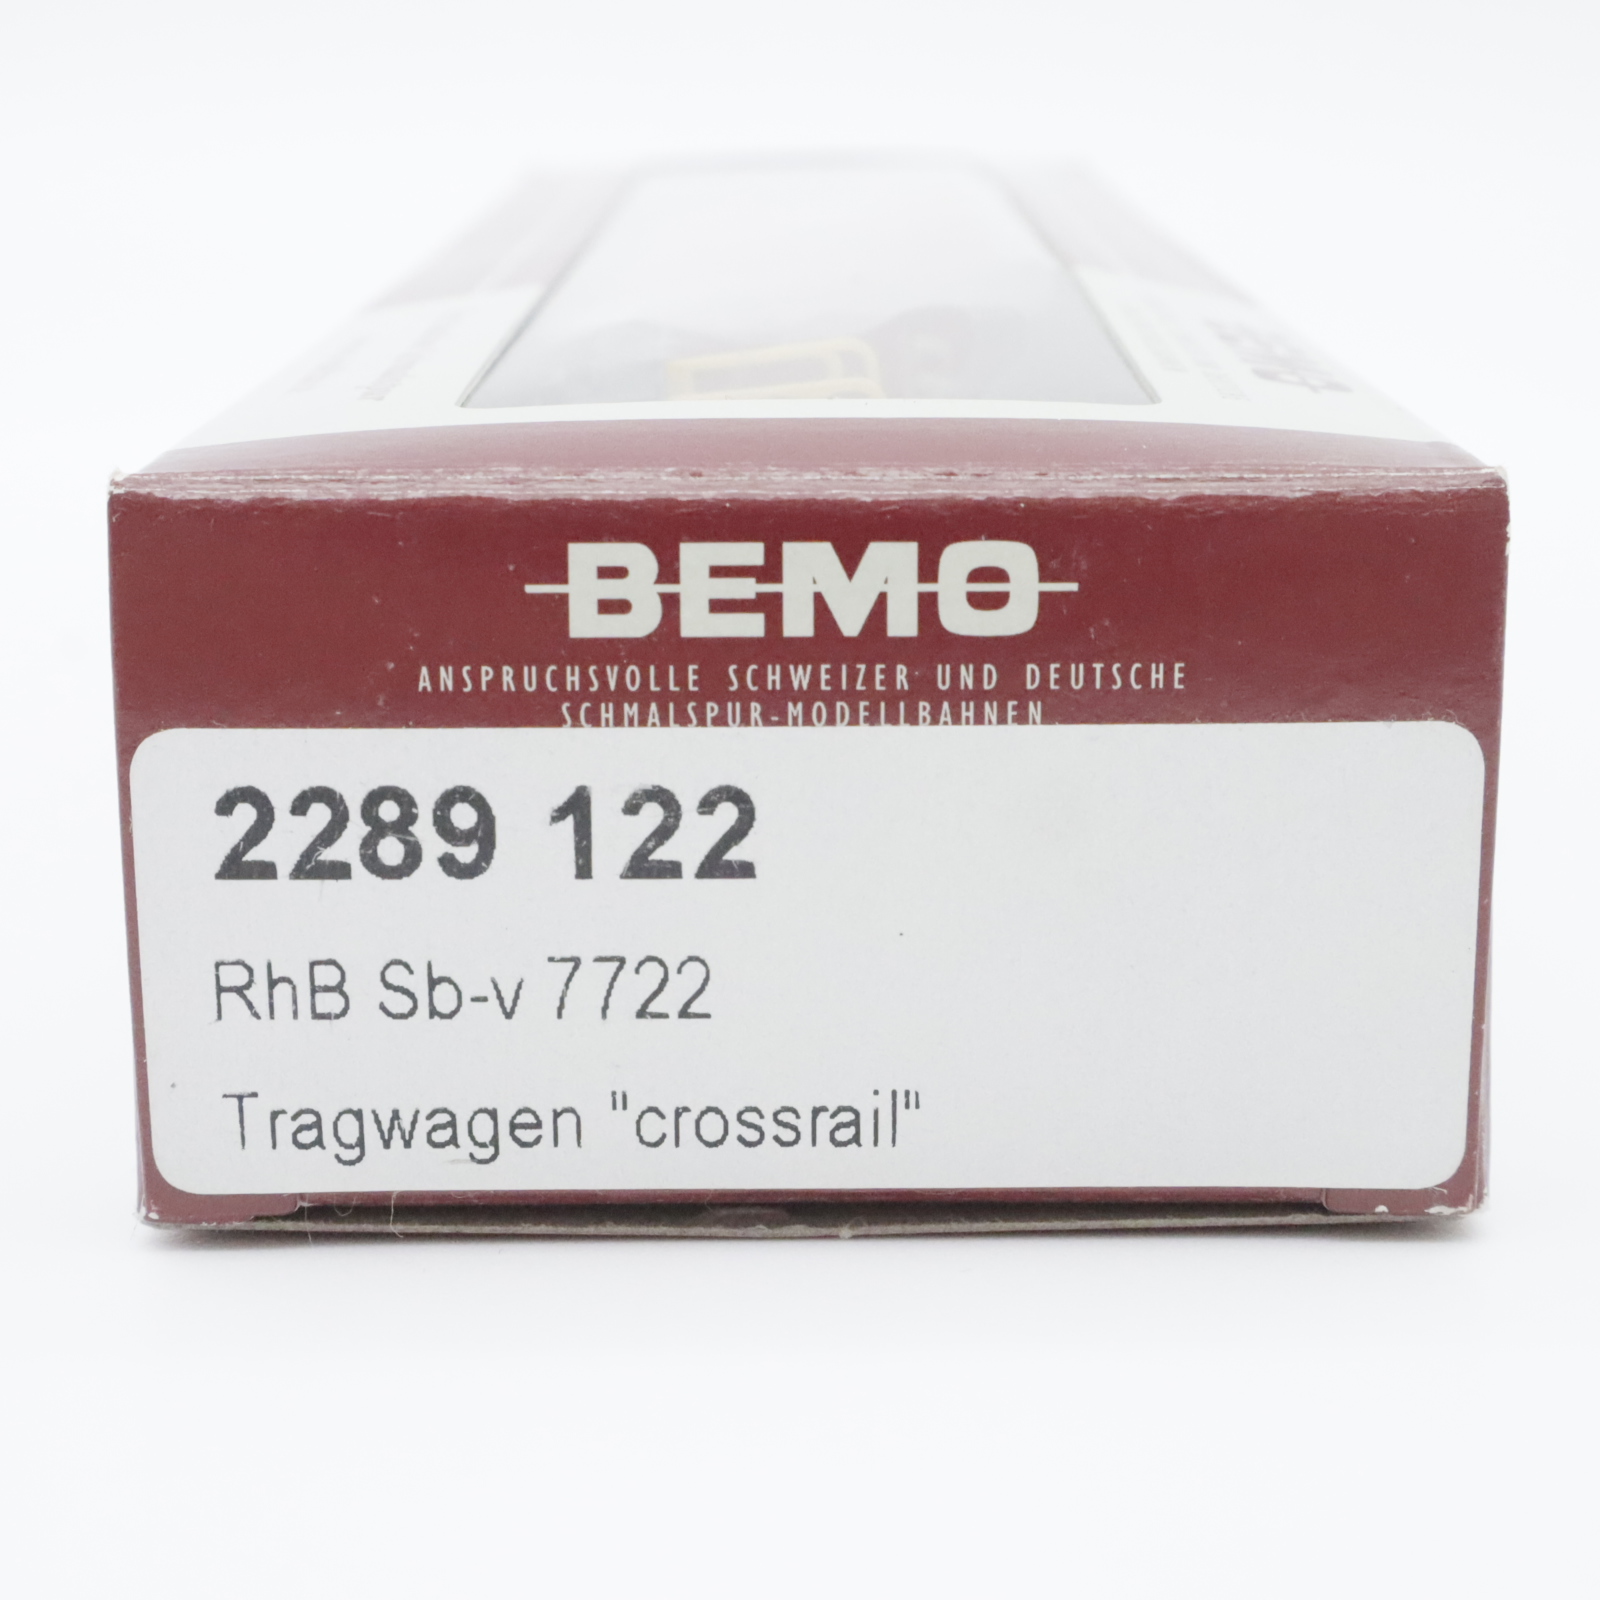 BEMO
ANSPRUCHSVOLLE SCHWEIZER UND DEUTSCHE
SCHMALSPUR-MODELLBAHNEN
2289 122
RhB Sb-v 7722
Tragwagen "crossrail"